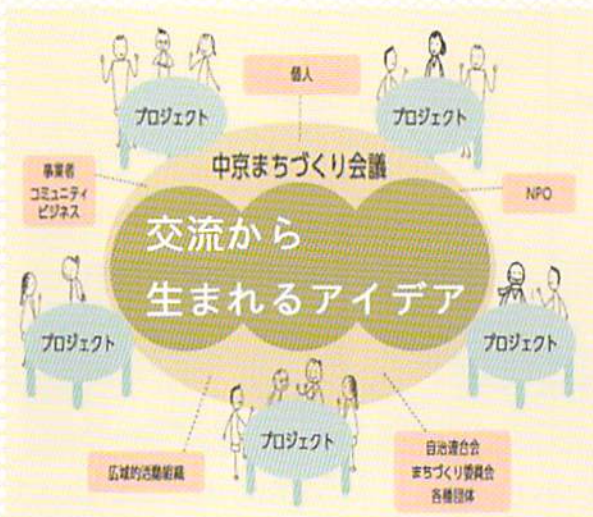 プロジェクト
個人
プロジェクト
中京まちづくり会議
事業者
コミュニティ
ビジネス
NPO
交流から
生まれるアイデア
プロジェクト
プロジェクト
プロジェクト
広域的活動組織
自治連合会
まちづくり委員会
各種団体